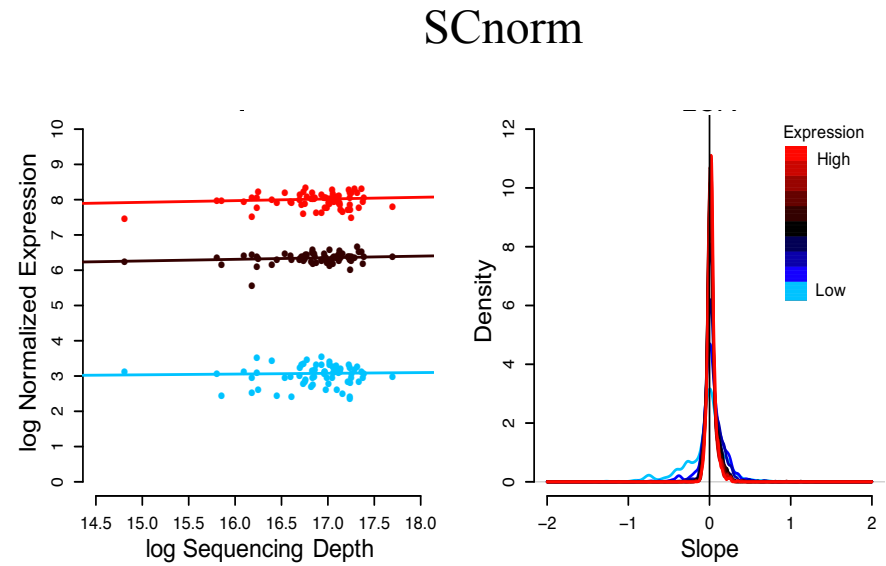 SCnorm
log Normalized Expression
0 1 2 3 4 5 6 7 8 9 10
14.5 15.0 15.5 16.0 16.5 17.0 17.5 18.0
log Sequencing Depth
Density
0 2 4 6 8 10 12
−2 −1 0 1 2
Slope
Expression
High
Low